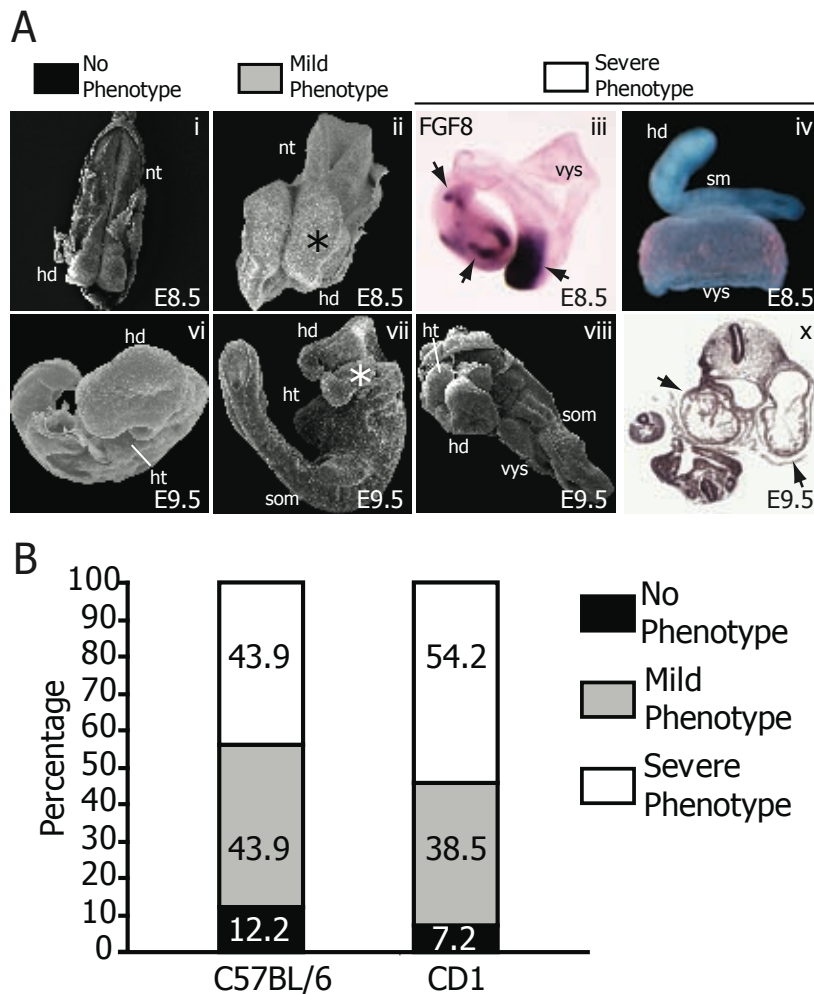 A
No Phenotype
Mild Phenotype
Severe Phenotype
i
nt
hd
E8.5
ii
nt
*
hd
E8.5
FGF8
iii
vys
E8.5
hd
iv
sm
vys
E8.5
vi
hd
ht
E9.5
hd
vii
ht
*
som
E9.5
ht
viii
som
hd
vys
E9.5
x
E9.5
B
100
90
80
70
60
50
40
30
20
10
0
Percentage
43.9
43.9
12.2
54.2
38.5
7.2
C57BL/6
CD1
No
Phenotype
Mild
Phenotype
Severe
Phenotype